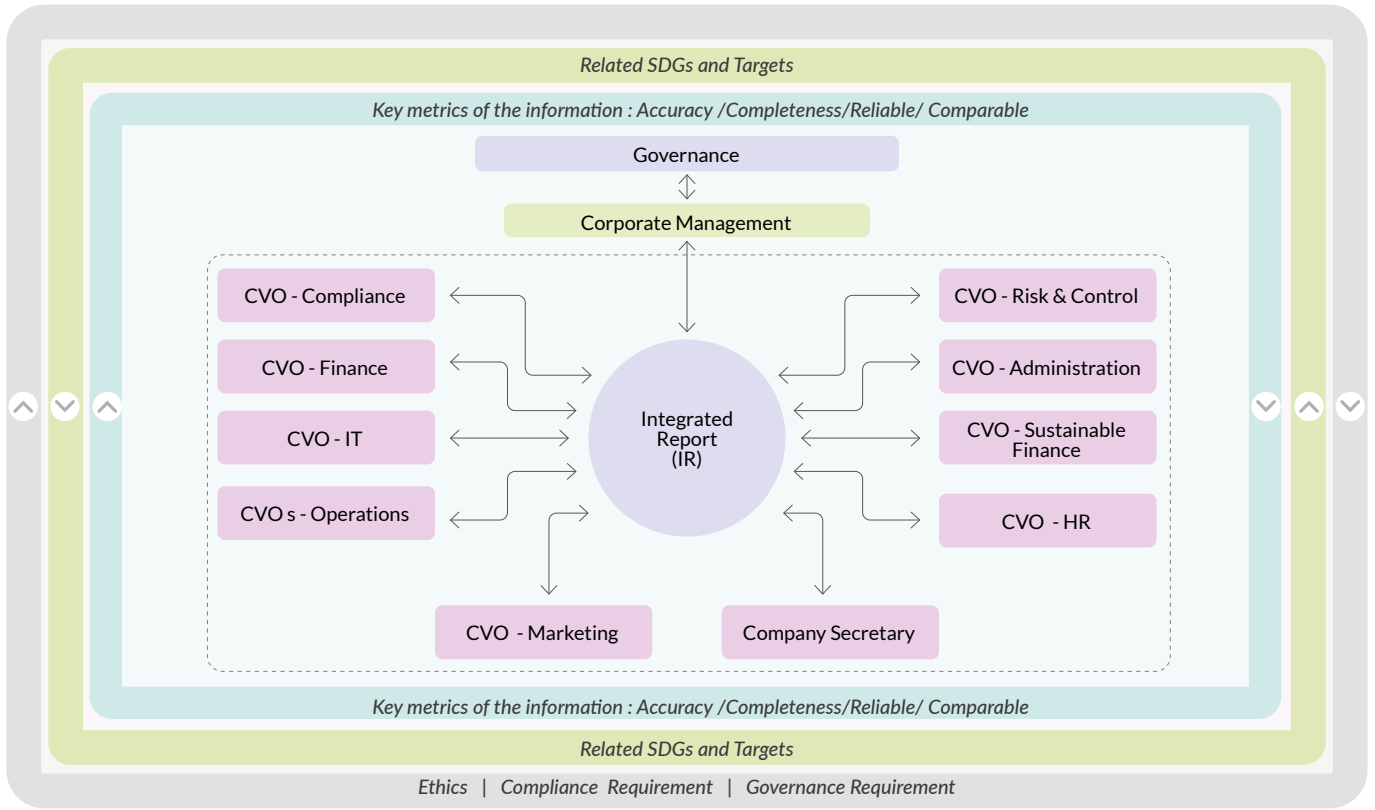 Related SDGs and Targets
Key metrics of the information : Accuracy /Completeness/Reliable/ Comparable
Governance
Corporate Management
CVO - Compliance
CVO - Risk & Control
CVO - Finance
CVO - Administration
Integrated
Report
(IR)
CVO - IT
CVO - Sustainable
Finance
CVO s - Operations
CVO - HR
CVO - Marketing
Company Secretary
Key metrics of the information : Accuracy /Completeness/Reliable/ Comparable
Related SDGs and Targets
Ethics | Compliance Requirement | Governance Requirement